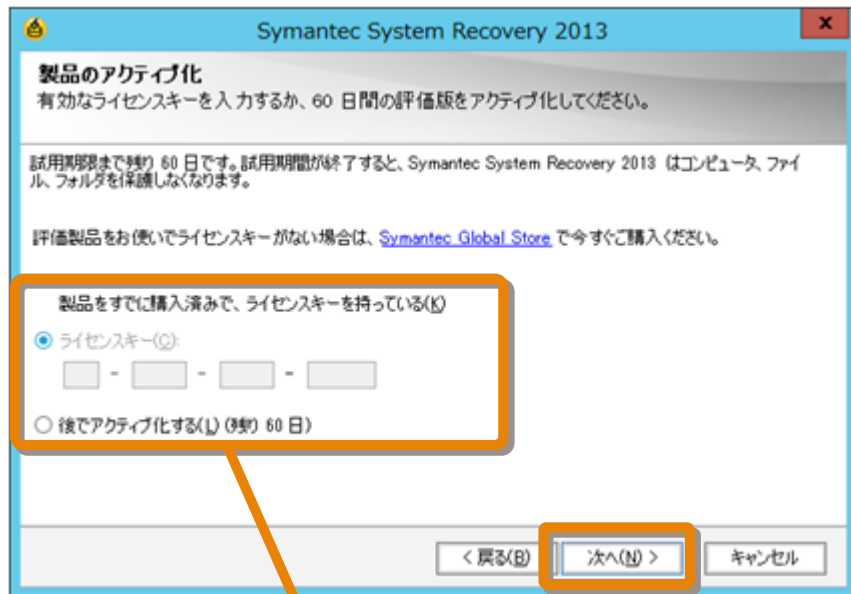 Symantec System Recovery 2013
x
製品のアクティブ化
有効なライセンスキーを入力するか、60 日間の評価版をアクティブ化してください。
試用期限まで残り 60 日です。試用期間が終了すると、Symantec System Recovery 2013 はコンピュータ、ファイ
ル、フォルダを保護しなくなります。
評価製品をお使いでライセンスキーがない場合は、Symantec Global Store で今すぐご購入ください。
製品をすでに購入済みで、ライセンスキーを持っている(K)
ライセンスキー(C):
- - -
後でアクティブ化する(L) (残り 60 日)
< 戻る(B) 次へ(N) > キャンセル